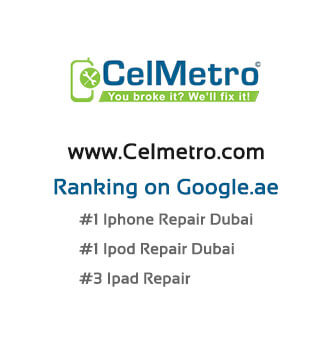 CelMetro©
You broke it? We'll fix it!
www.Celmetro.com
Ranking on Google.ae
#1 Iphone Repair Dubai
#1 Ipod Repair Dubai
#3 Ipad Repair